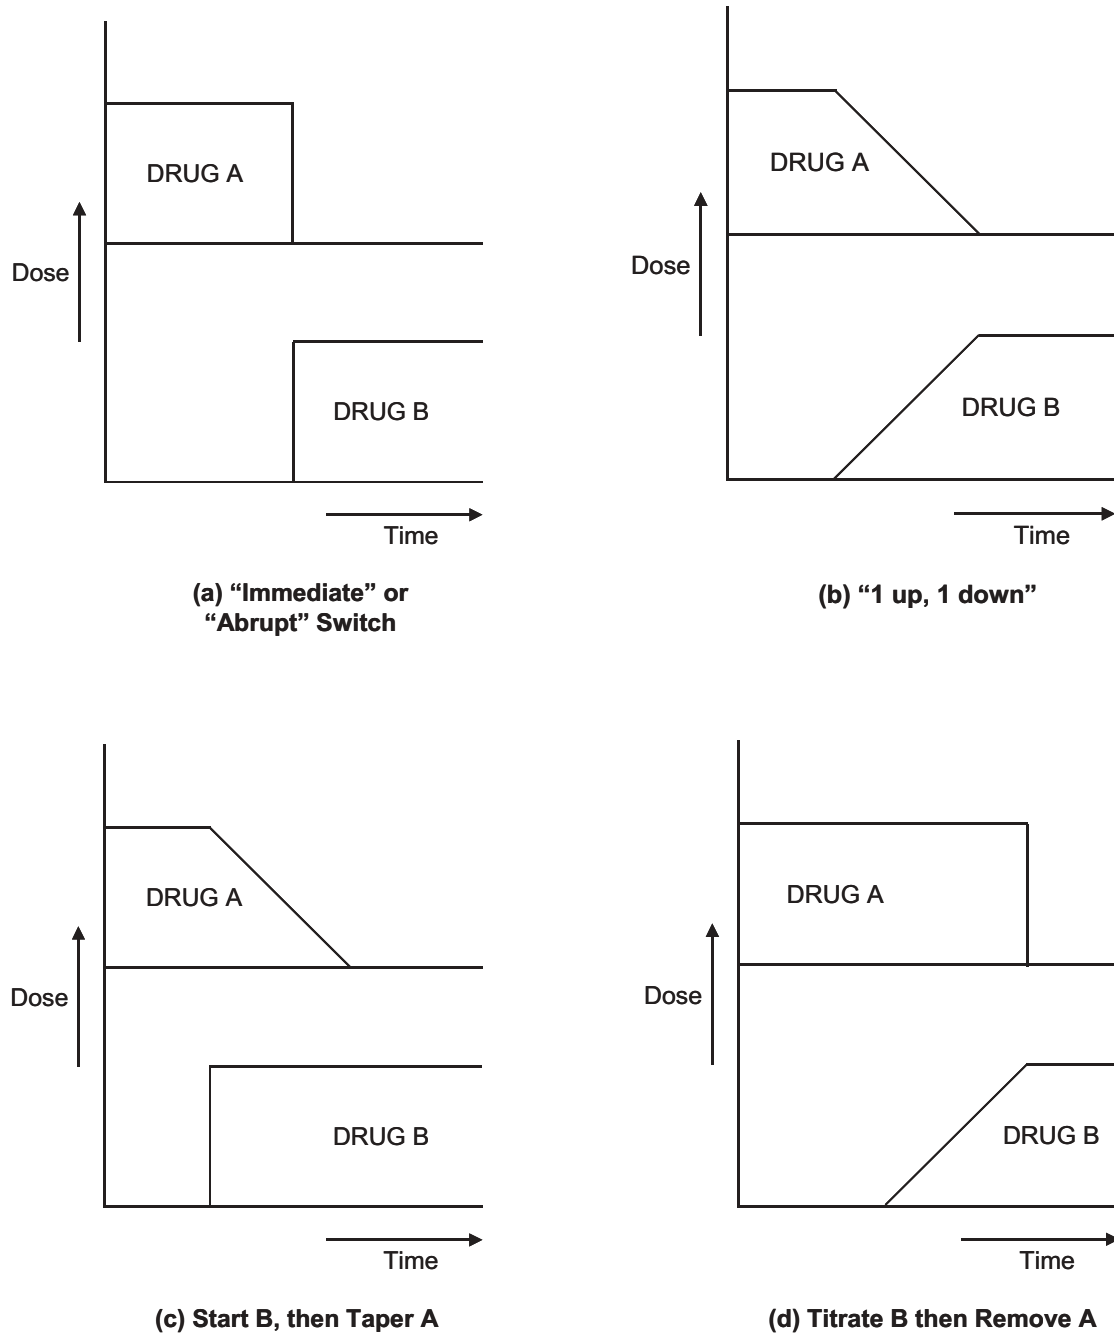 DRUG A
Dose
DRUG B
Time
(a) “Immediate” or
“Abrupt” Switch
DRUG A
Dose
DRUG B
Time
(b) “1 up, 1 down”
DRUG A
Dose
DRUG B
Time
(c) Start B, then Taper A
DRUG A
Dose
DRUG B
Time
(d) Titrate B then Remove A